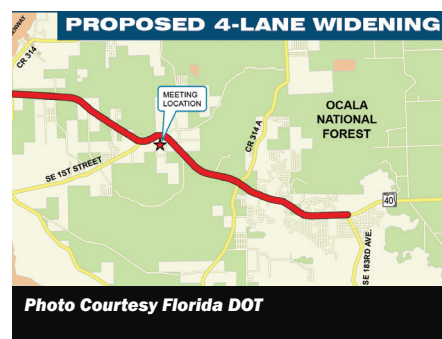 PROPOSED 4-LANE WIDENING
CR 314
MEETING
LOCATION
OCALA
NATIONAL
FOREST
CR 314 A
SE 1ST STREET
40
SE 183RD AVE.
Photo Courtesy Florida DOT